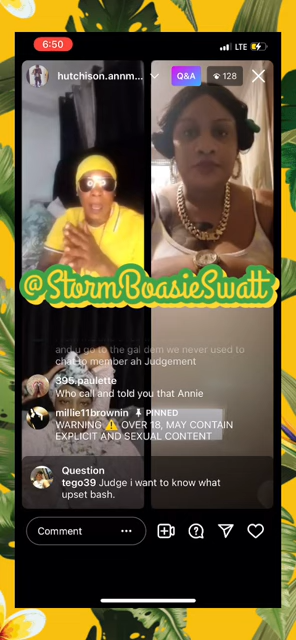 6:50
LTE
hutchison.annm...
Q&A
128
@StormBoasieSwatt
and u go to the gal dem we never used to
chat to member ah Judgement
395.paulette
Who call and told you that Annie
millie11brownin PINNED
WARNING ⚠️ OVER 18, MAY CONTAIN
EXPLICIT AND SEXUAL CONTENT
Question
tego39 Judge i want to know what
upset bash.
Comment